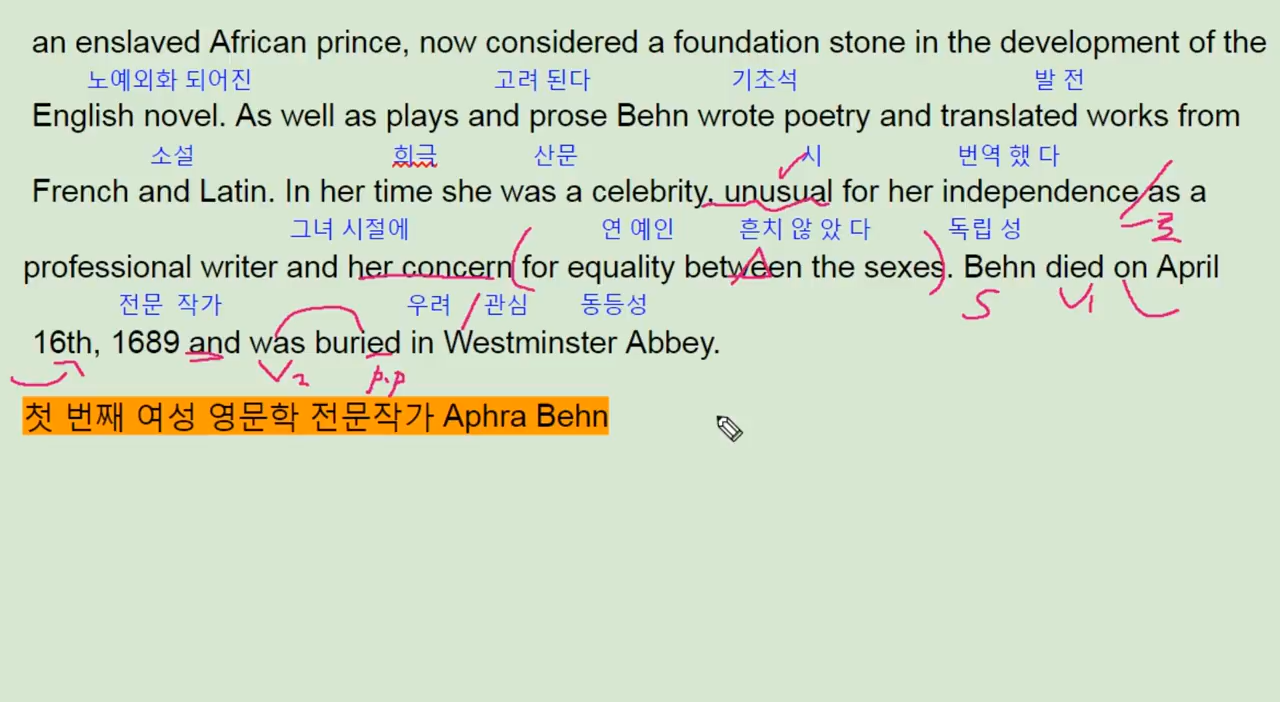 an enslaved African prince, now considered a foundation stone in the development of the
노예외화 되어진 고려 된다 기초석 발 전
English novel. As well as plays and prose Behn wrote poetry and translated works from
소설 희극 산문 시 번역 했 다
French and Latin. In her time she was a celebrity, unusual for her independence as a
그녀 시절에 연 예인 흔치 않 았 다 독립 성 로
professional writer and her concern for equality between the sexes. Behn died on April
전문 작가 우려 / 관심 동등성 S V1
16th, 1689 and was buried in Westminster Abbey.
V2 p.p
첫 번째 여성 영문학 전문작가 Aphra Behn